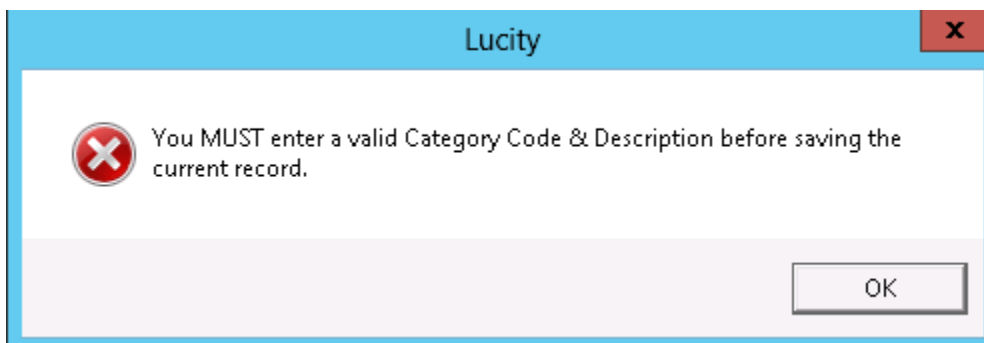 Lucity
x
You MUST enter a valid Category Code & Description before saving the
current record.
OK